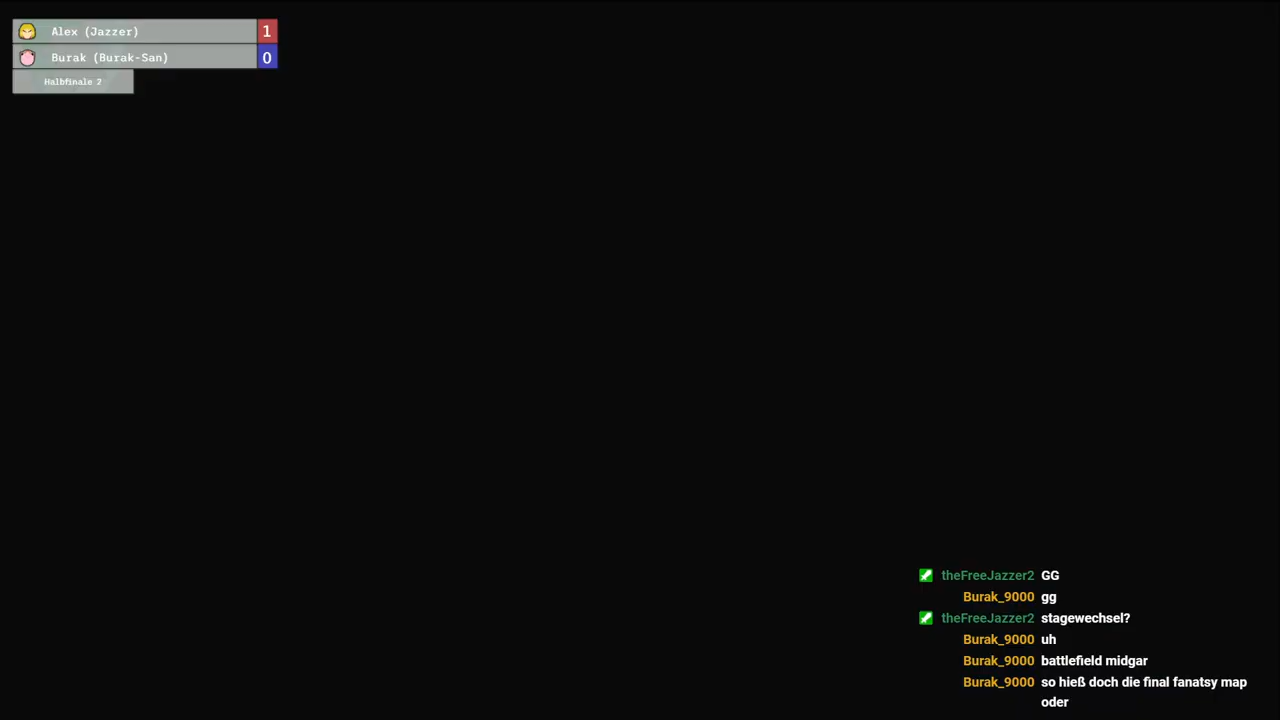 Alex (Jazzer) 1
Burak (Burak-San) 0
Halbfinale 2
theFreeJazzer2 GG
Burak_9000 gg
theFreeJazzer2 stagewechsel?
Burak_9000 uh
Burak_9000 battlefield midgar
Burak_9000 so hieß doch die final fanatsy map
oder